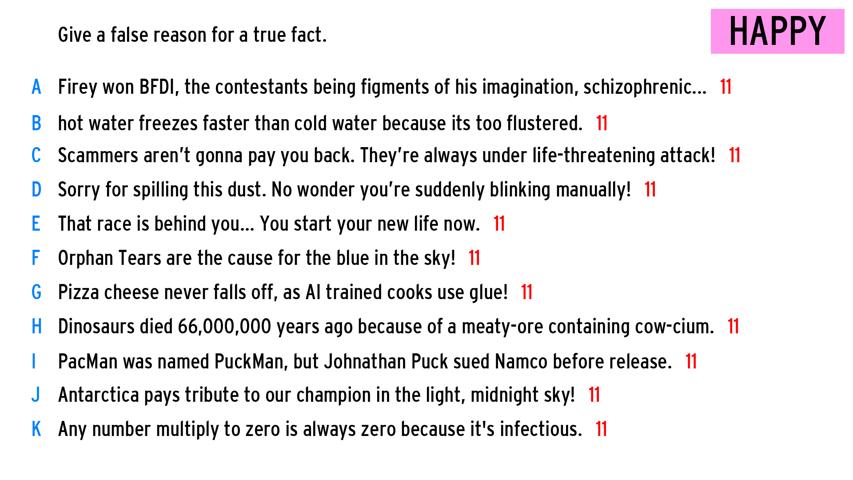 Give a false reason for a true fact.
HAPPY
A Firey won BFDI, the contestants being figments of his imagination, schizophrenic... 11
B hot water freezes faster than cold water because its too flustered. 11
C Scammers aren't gonna pay you back. They're always under life-threatening attack! 11
D Sorry for spilling this dust. No wonder you're suddenly blinking manually! 11
E That race is behind you... You start your new life now. 11
F Orphan Tears are the cause for the blue in the sky! 11
G Pizza cheese never falls off, as AI trained cooks use glue! 11
H Dinosaurs died 66,000,000 years ago because of a meaty-ore containing cow-cium. 11
I PacMan was named PuckMan, but Johnathan Puck sued Namco before release. 11
J Antarctica pays tribute to our champion in the light, midnight sky! 11
K Any number multiply to zero is always zero because it's infectious. 11